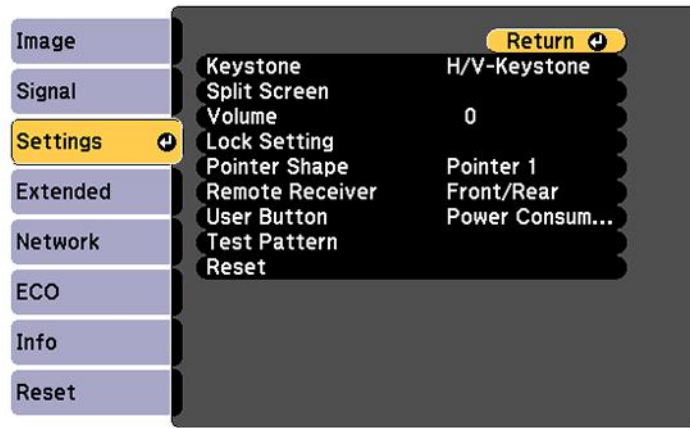 Image
Signal
Settings
Extended
Network
ECO
Info
Reset
Return
Keystone H/V-Keystone
Split Screen
Volume 0
Lock Setting
Pointer Shape Pointer 1
Remote Receiver Front/Rear
User Button Power Consum...
Test Pattern
Reset